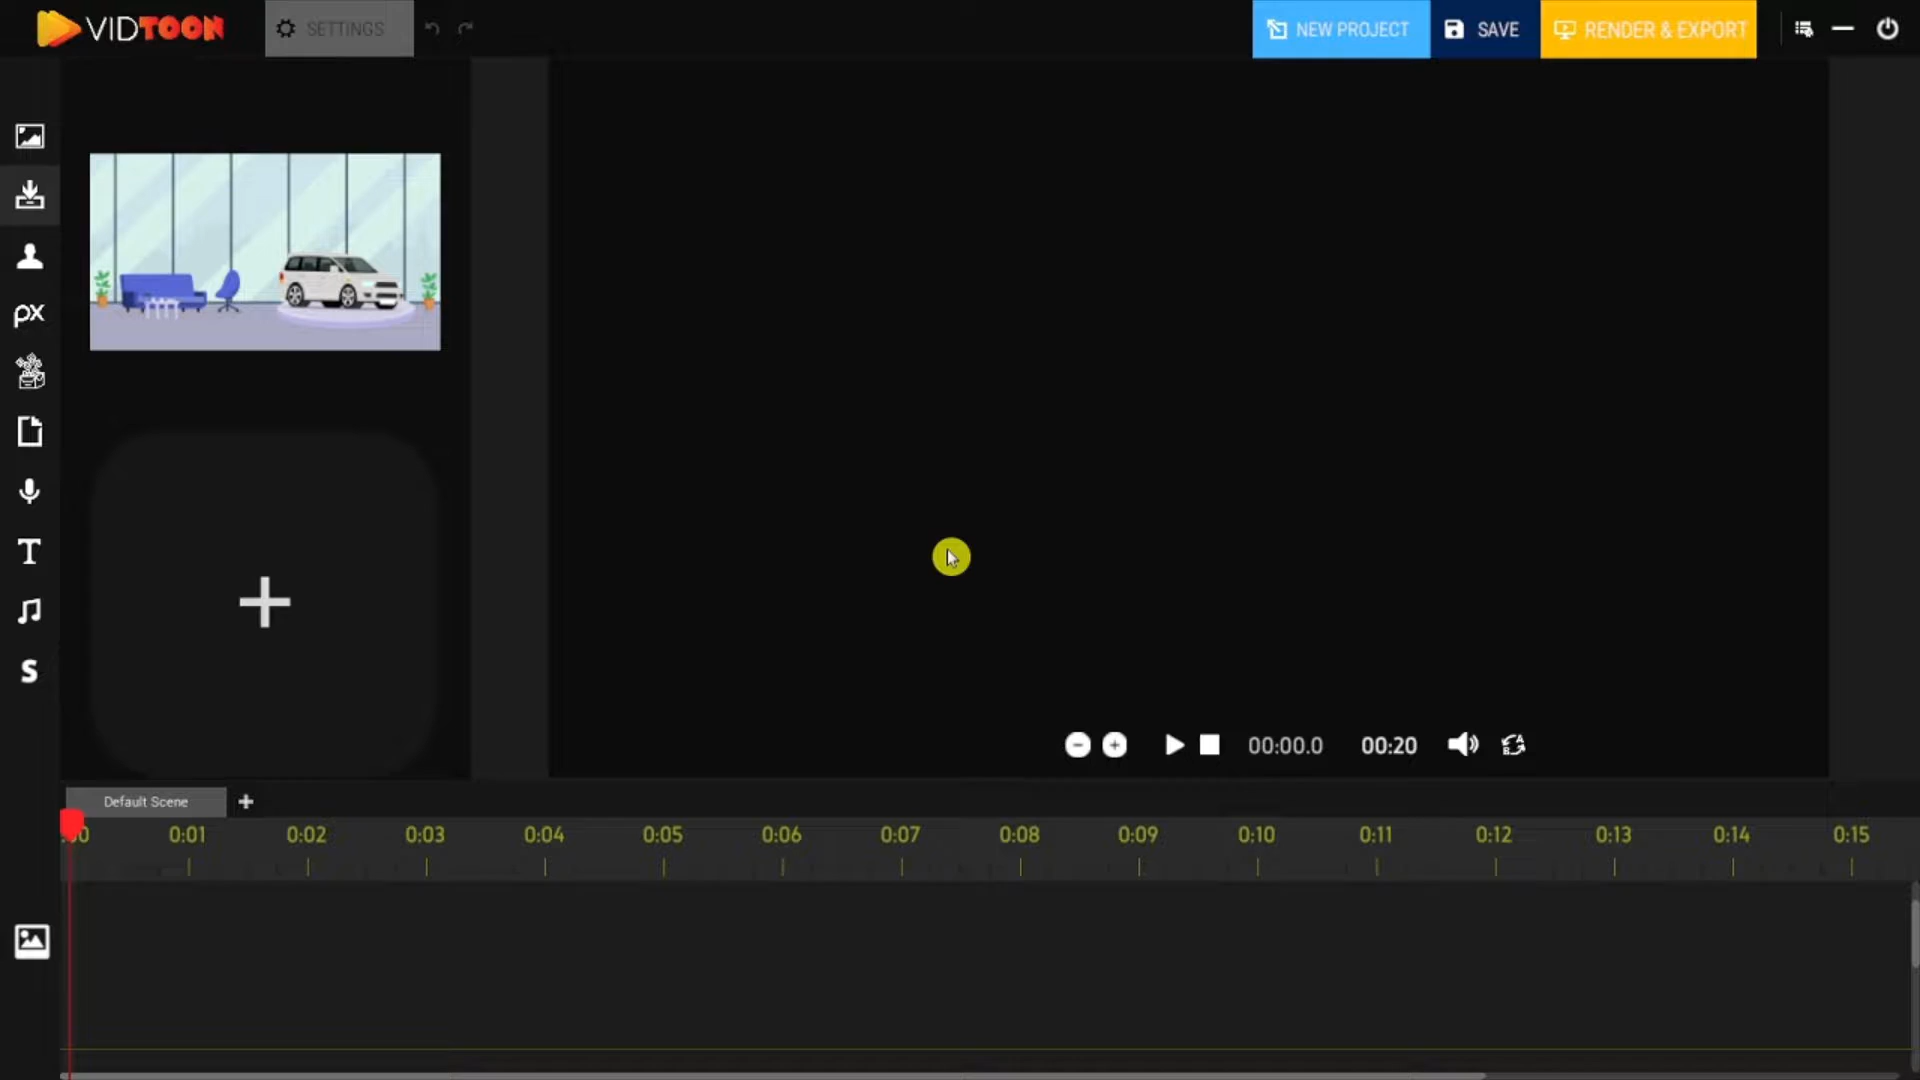 VIDTOON
SETTINGS
NEW PROJECT
SAVE
RENDER & EXPORT
px
T
S
00:00.0
00:20
Default Scene
:00 0:01 0:02 0:03 0:04 0:05 0:06 0:07 0:08 0:09 0:10 0:11 0:12 0:13 0:14 0:15